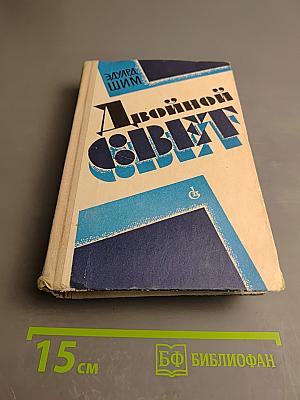 ЭДУАРД
ШИМ
Двойной
СВЕТ
15 см
БФ БИБЛИОФАН